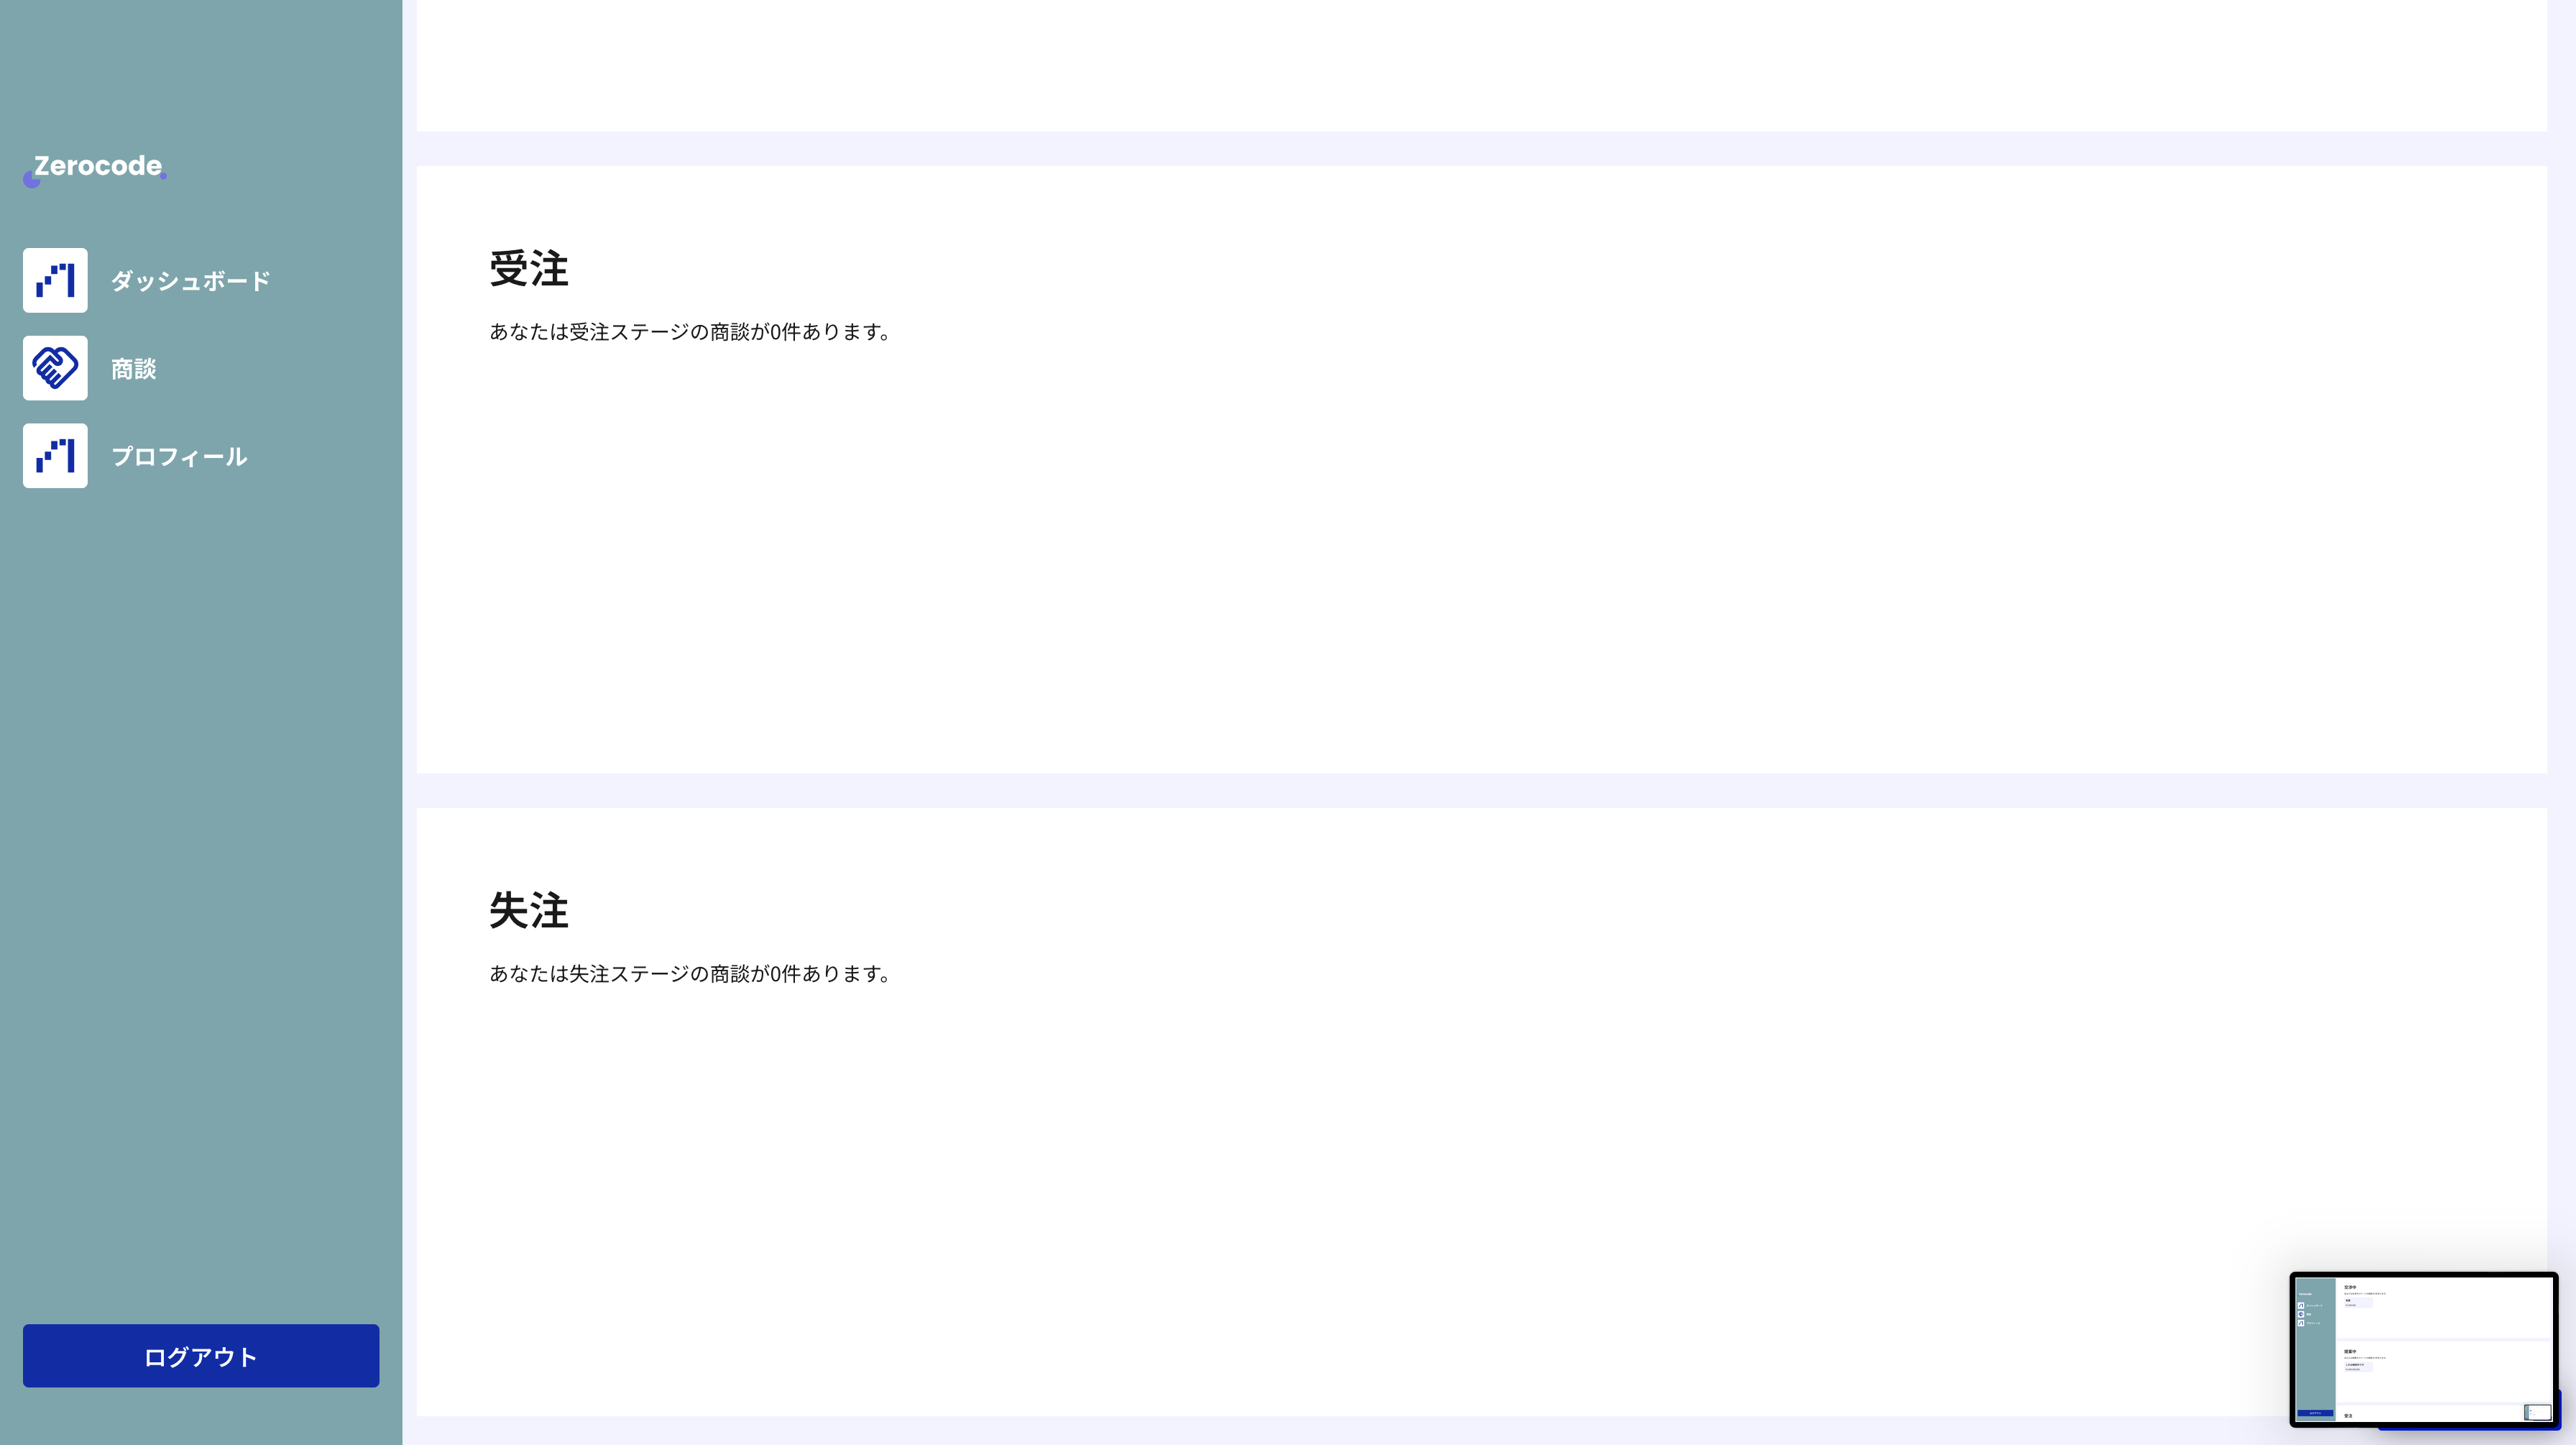 Zerocode
ダッシュボード
商談
プロフィール
ログアウト
受注
あなたは受注ステージの商談が0件あります。
失注
あなたは失注ステージの商談が0件あります。